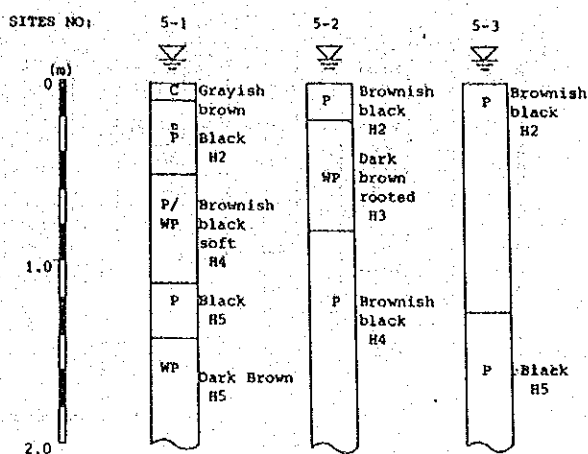 SITES NO: 5-1 5-2 5-3
(m)
0
1.0
2.0
C Grayish
brown
P Black
H2
P/ Brownish
WP black
soft
H4
P Black
H5
WP Dark Brown
H5
P Brownish
black
H2
WP Dark
brown
rooted
H3
P Brownish
black
H4
P Brownish
black
H2
P Black
H5